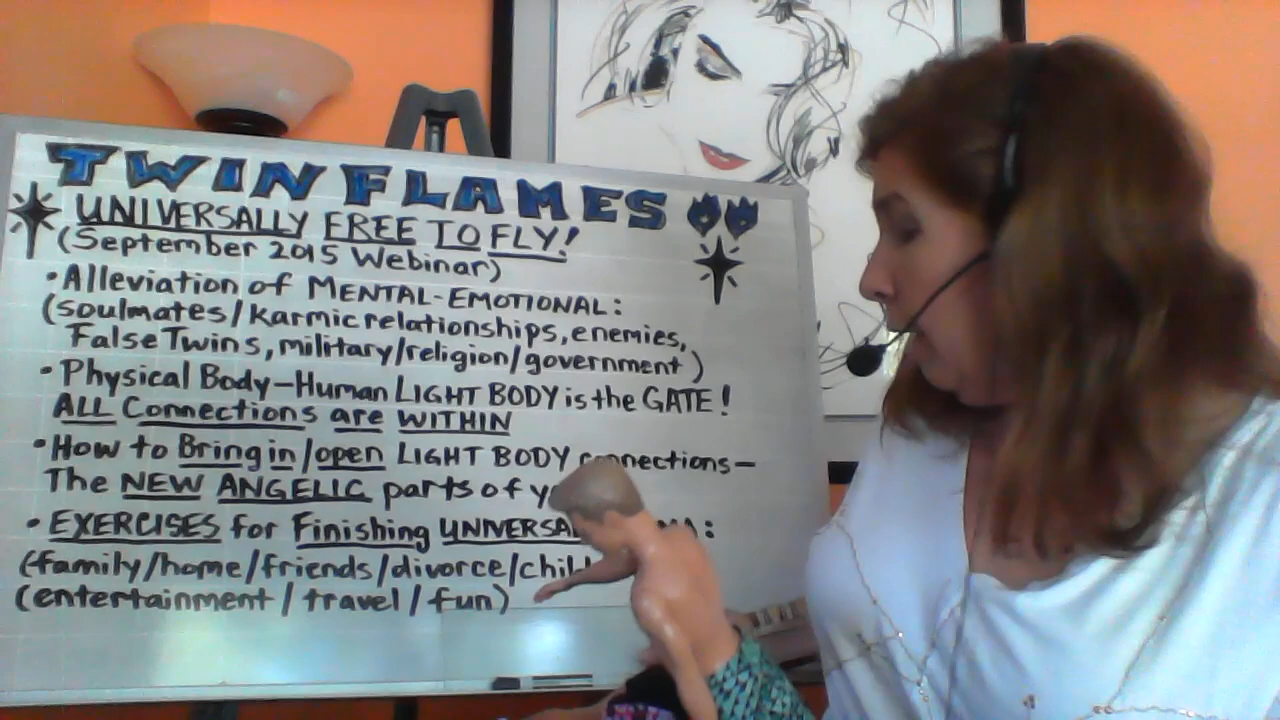 TWIN FLAMES
UNIVERSALLY FREE TO FLY!
(September 2015 Webinar)
• Alleviation of MENTAL-EMOTIONAL:
(soulmates/karmic relationships, enemies,
False Twins, military/religion/government)
• Physical Body-Human LIGHT BODY is the GATE!
ALL Connections are WITHIN
• How to Bring in/open LIGHT BODY connections-
The NEW ANGELIC parts of
• EXERCISES for Finishing
(family/home/friends/divorce/
(entertainment/travel/fun)